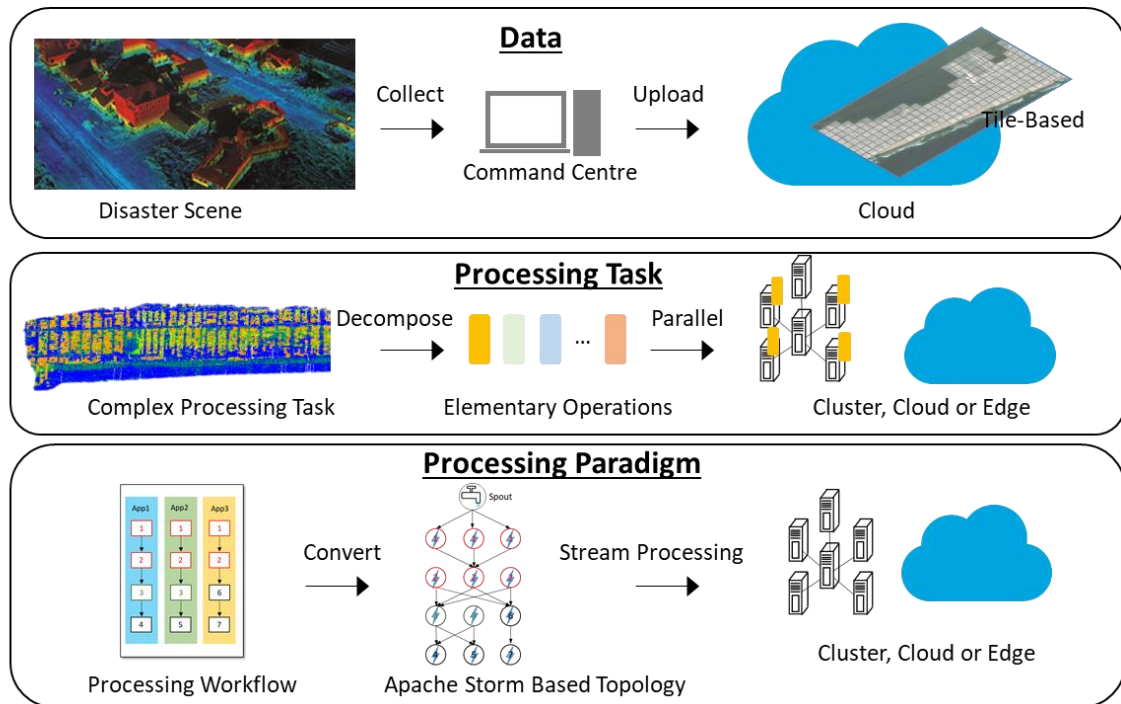 Data
Collect
Upload
Tile-Based
Command Centre
Disaster Scene
Cloud
Processing Task
Decompose
...
Parallel
Complex Processing Task
Elementary Operations
Cluster, Cloud or Edge
Processing Paradigm
App1 App2 App3
1 1 1
2 2 2
3 3 6
4 5 7
Convert
Spout
6
Stream Processing
Processing Workflow
Apache Storm Based Topology
Cluster, Cloud or Edge